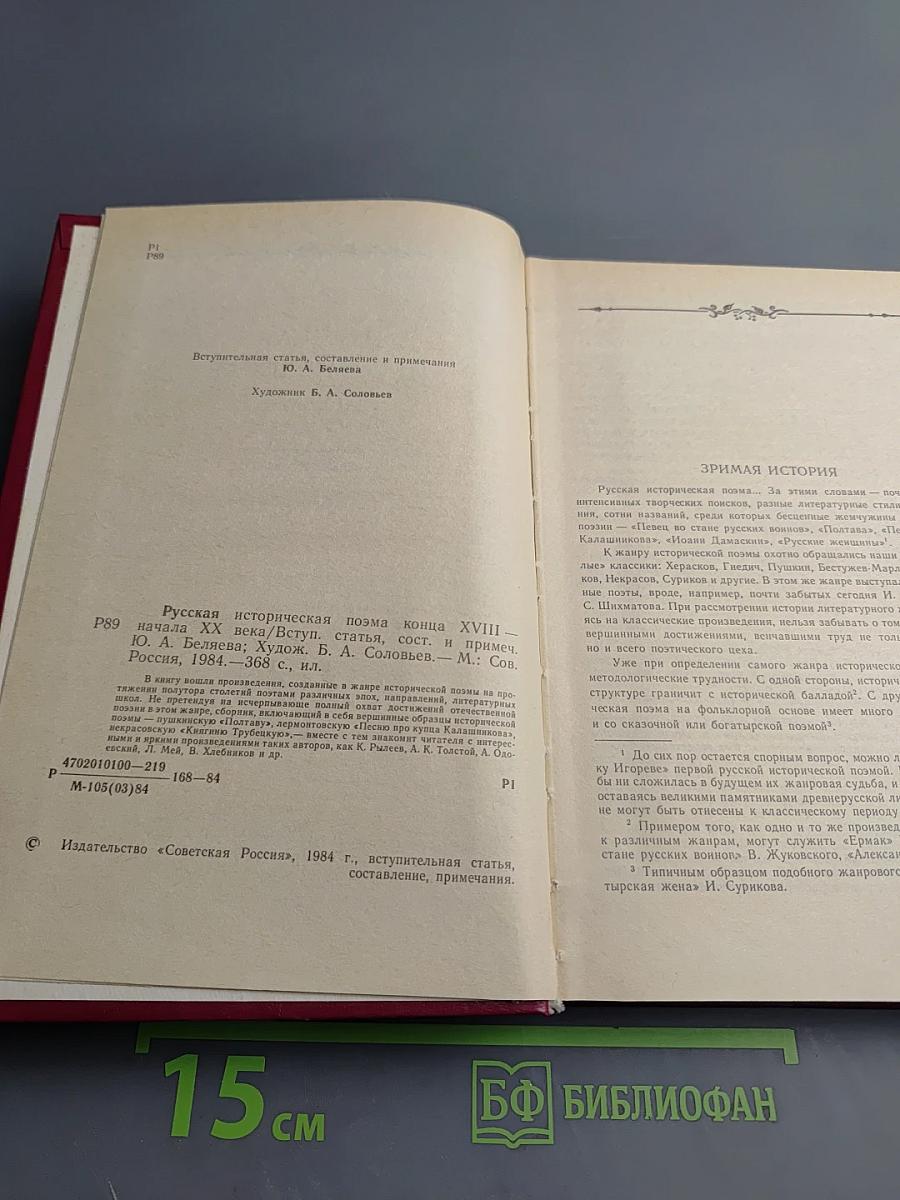 Р1
Р89
Вступительная статья, составление и примечания
Ю. А. Беляева
Художник Б. А. Соловьев
Русская историческая поэма конца XVIII —
Р89 начала XX века/Вступ. статья, сост. и примеч.
Ю. А. Беляева; Худож. Б. А. Соловьев.— М.: Сов.
Россия, 1984.—368 с., ил.
В книгу вошли произведения, созданные в жанре исторической поэмы на про-
тяжении полутора столетий поэтами различных эпох, направлений, литературных
школ. Не претендуя на исчерпывающе полный охват достижений отечественной
поэзии в этом жанре, сборник, включающий в себя вершинные образцы исторической
поэмы — пушкинскую «Полтаву», лермонтовскую «Песню про купца Калашникова»,
некрасовскую «Княгиню Трубецкую»,— вместе с тем знакомит читателя с интерес-
ными и яркими произведениями таких авторов, как К. Рылеев, А. К. Толстой, А. Одо-
евский, Л. Мей, В. Хлебников и др.
Р 4702010100—219 168—84
М-105(03)84
Р1
© Издательство «Советская Россия», 1984 г., вступительная статья,
составление, примечания.
ЗРИМАЯ ИСТОРИЯ
Русская историческая поэма... За этими словами — поч
интенсивных творческих поисков, разные литературные стили
ния, сотни названий, среди которых бесценные жемчужины
поэзии — «Певец во стане русских воинов», «Полтава», «Пе
Калашникова», «Иоанн Дамаскин», «Русские женщины»¹.
К жанру исторической поэмы охотно обращались наши
лые» классики: Херасков, Гнедич, Пушкин, Бестужев-Марл
ков, Некрасов, Суриков и другие. В этом же жанре выступал
ные поэты, вроде, например, почти забытых сегодня И.
С. Шихматова. При рассмотрении истории литературного ж
ясь на классические произведения, нельзя забывать о том
вершинными достижениями, венчавшими труд не толь
но и всего поэтического цеха.
Уже при определении самого жанра историческо
методологические трудности. С одной стороны, историч
структуре граничит с исторической балладой². С дру
ческая поэма на фольклорной основе имеет много
и со сказочной или богатырской поэмой³.
¹ До сих пор остается спорным вопрос, можно л
ку Игореве» первой русской исторической поэмой.
бы ни сложилась в будущем их жанровая судьба, и
оставаясь великими памятниками древнерусской ли
не могут быть отнесены к классическому периоду
² Примером того, как одно и то же произвед
к различным жанрам, могут служить «Ермак»
стане русских воинов» В. Жуковского, «Алексан
³ Типичным образцом подобного жанрового
тырская жена» И. Сурикова.
15 см
БФ БИБЛИОФАН